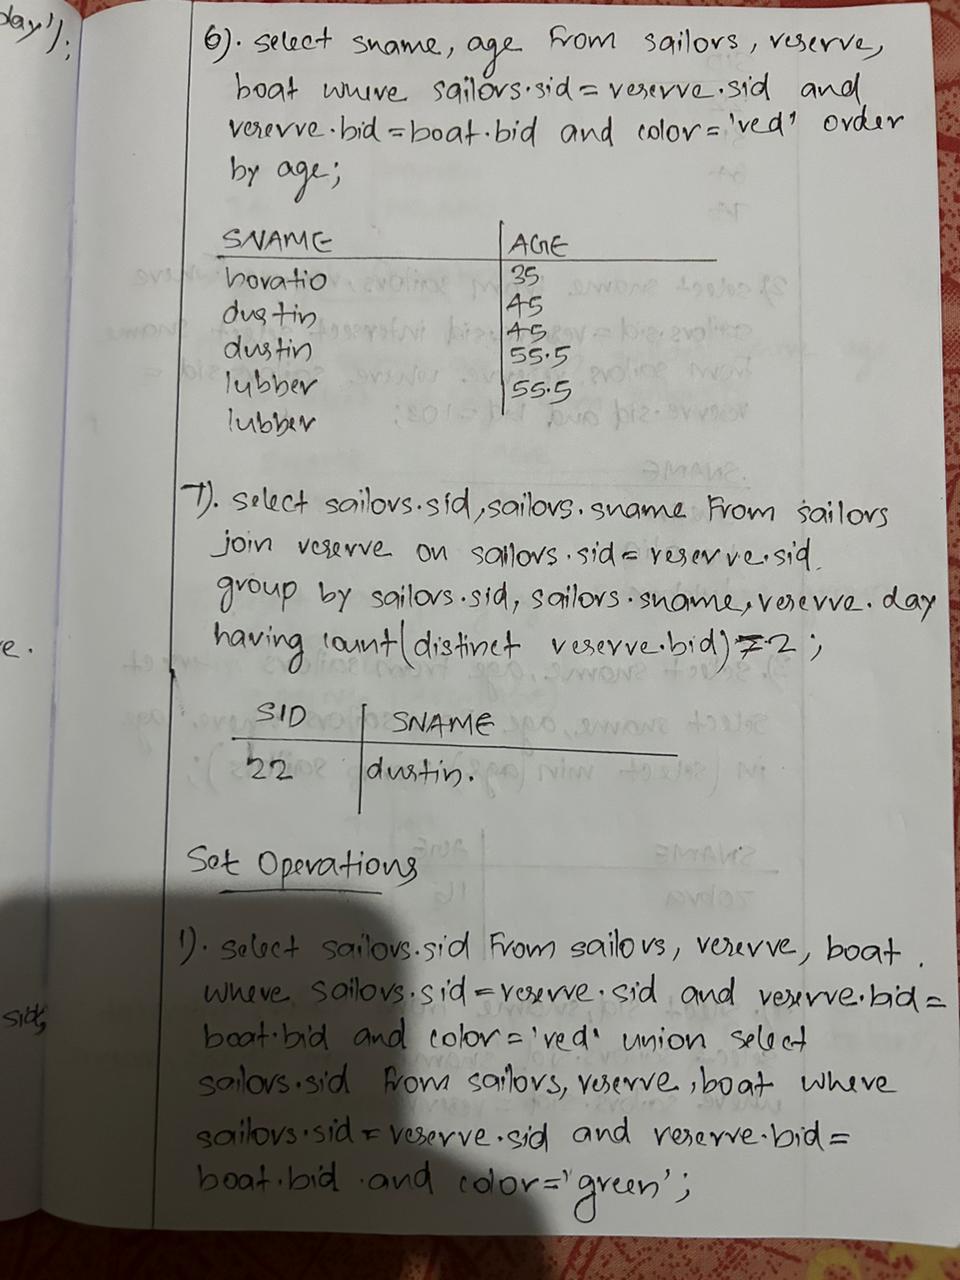 day');
6). select sname, age from sailors, reserve,
boat where sailors.sid = reserve.sid and
reserve.bid = boat.bid and color = 'red' order
by age;
SNAME | AGE
horatio | 35
dustin | 45
dustin | 45
lubber | 55.5
lubber | 55.5
7). select sailors.sid, sailors.sname from sailors
join reserve on sailors.sid = reserve.sid
group by sailors.sid, sailors.sname, reserve.day
e.
having count(distinct reserve.bid) = 2;
SID | SNAME
22 | dustin.
Set Operations
1). select sailors.sid from sailors, reserve, boat
where sailors.sid = reserve.sid and reserve.bid =
sid,
boat.bid and color = 'red' union select
sailors.sid from sailors, reserve, boat where
sailors.sid = reserve.sid and reserve.bid =
boat.bid and color = 'green';